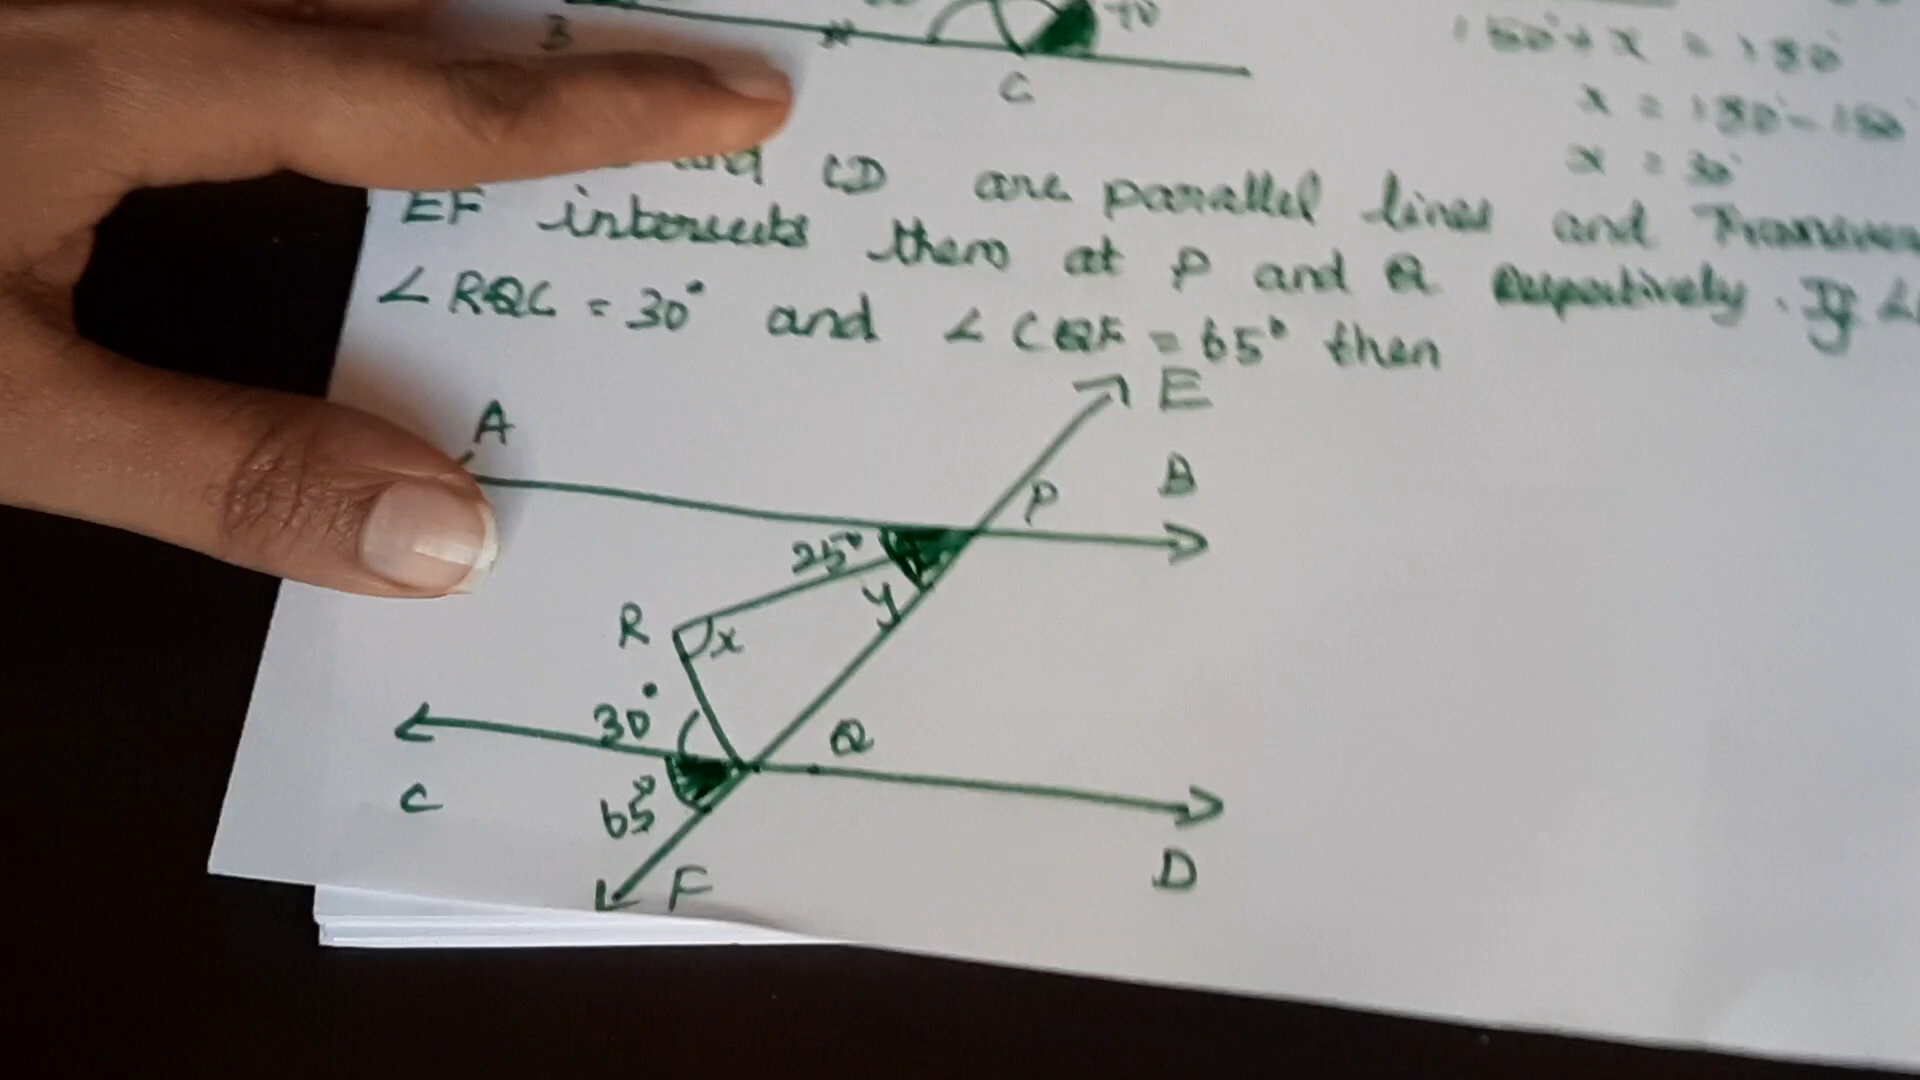 B
C
150° + x = 180°
x = 180° - 150°
x = 30°
and CD are parallel lines and
EF intersects them at P and Q respectively. If ∠
∠RQC = 30° and ∠CQF = 65° then
E
A
B
P
25°
y
R
x
30°
Q
C
65°
F
D